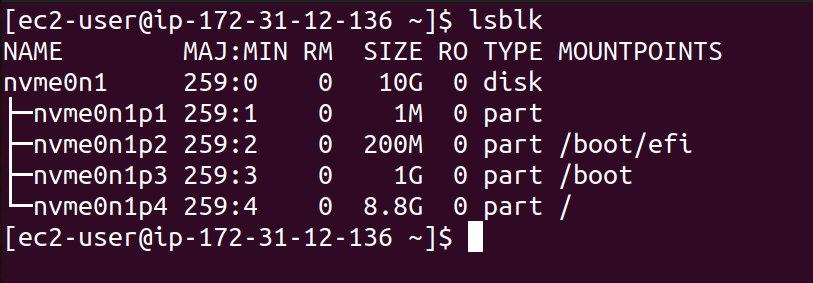 [ec2-user@ip-172-31-12-136 ~]$ lsblk
NAME        MAJ:MIN RM  SIZE RO TYPE MOUNTPOINTS
nvme0n1     259:0    0   10G  0 disk
├─nvme0n1p1 259:1    0    1M  0 part
├─nvme0n1p2 259:2    0  200M  0 part /boot/efi
├─nvme0n1p3 259:3    0    1G  0 part /boot
└─nvme0n1p4 259:4    0  8.8G  0 part /
[ec2-user@ip-172-31-12-136 ~]$